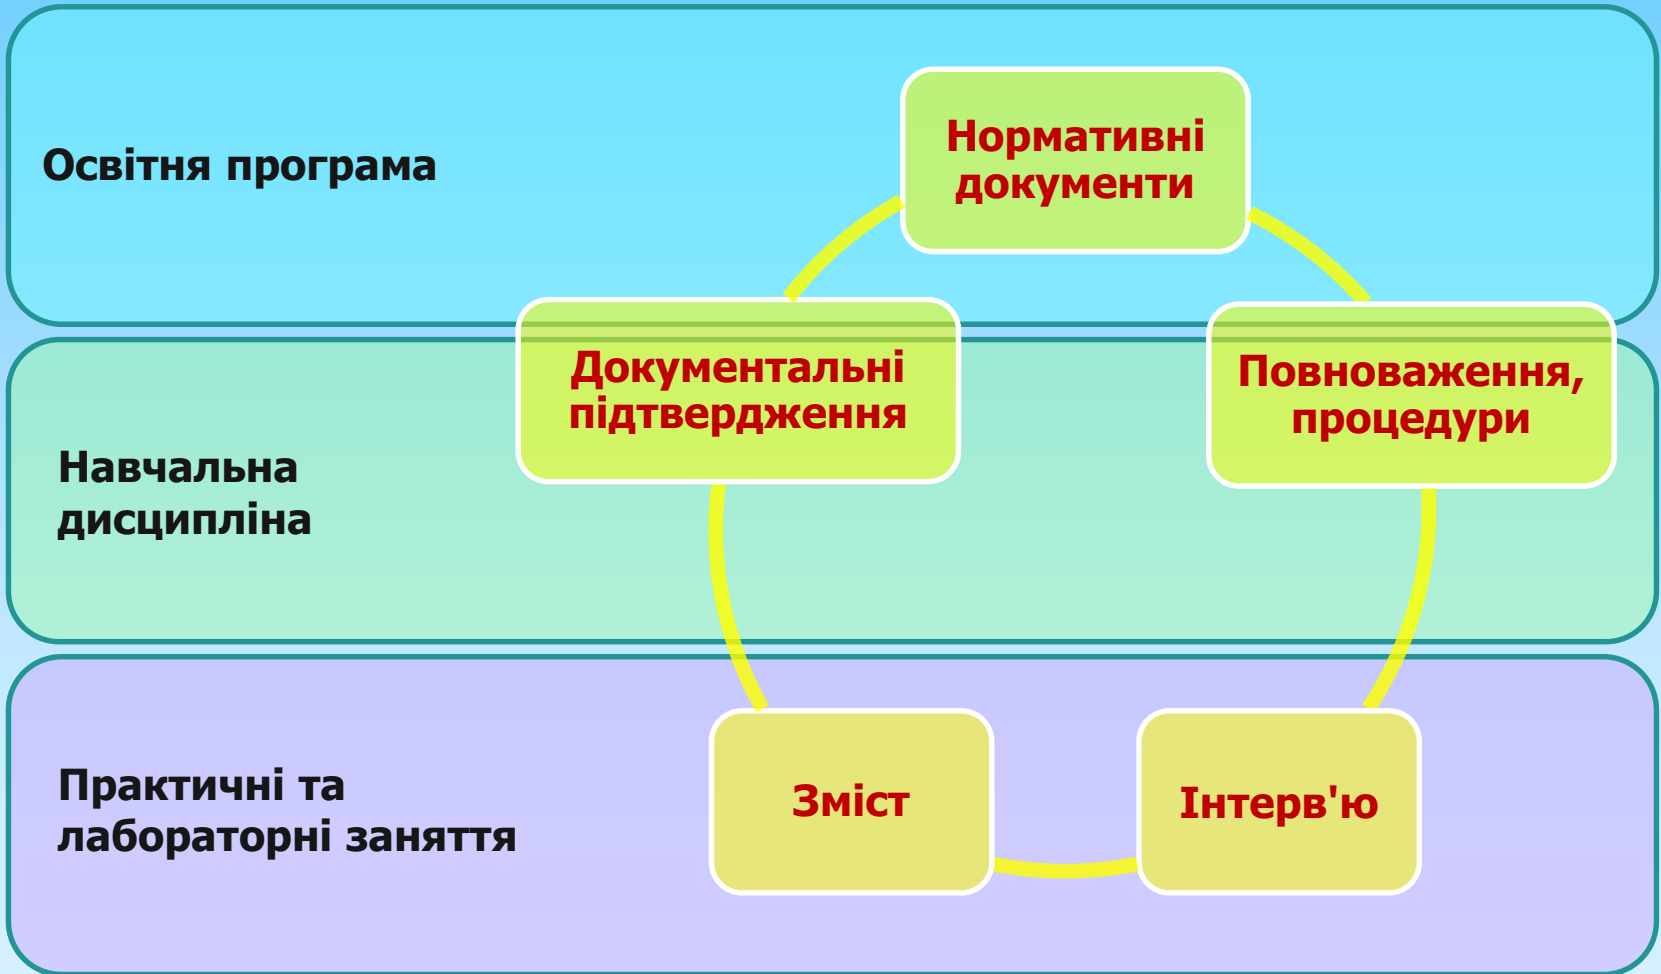 Освітня програма
Нормативні
документи
Документальні
підтвердження
Повноваження,
процедури
Навчальна
дисципліна
Практичні та
лабораторні заняття
Зміст
Інтерв'ю